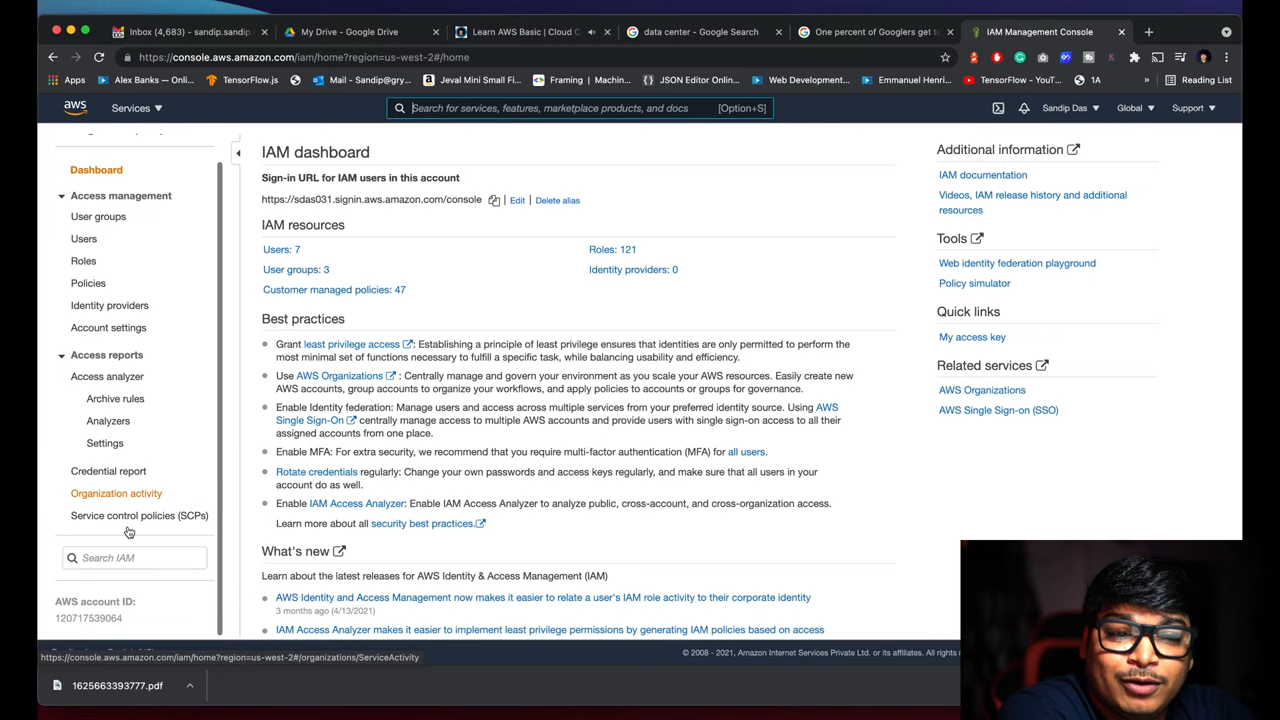 Inbox (4,683) - sandip.sandip.
My Drive - Google Drive
Learn AWS Basic | Cloud C
data center - Google Search
One percent of Googlers get to
IAM Management Console
https://console.aws.amazon.com/iam/home?region=us-west-2#/home
Apps
Alex Banks — Onli...
TensorFlow.js
Mail - Sandip@gry...
Jeval Mini Small Fi...
Framing | Machin...
JSON Editor Onlin...
Web Development...
Emmanuel Henri...
TensorFlow - YouT...
1A
»
Reading List
aws
Services
Search for services, features, marketplace products, and docs
[Option+S]
Sandip Das
Global
Support
Dashboard
Access management
User groups
Users
Roles
Policies
Identity providers
Account settings
Access reports
Access analyzer
Archive rules
Analyzers
Settings
Credential report
Organization activity
Service control policies (SCPs)
Search IAM
AWS account ID:
120717539064
IAM dashboard
Sign-in URL for IAM users in this account
https://sdas031.signin.aws.amazon.com/console | Edit | Delete alias
IAM resources
Users: 7
Roles: 121
User groups: 3
Identity providers: 0
Customer managed policies: 47
Best practices
Grant least privilege access : Establishing a principle of least privilege ensures that identities are only permitted to perform the
most minimal set of functions necessary to fulfill a specific task, while balancing usability and efficiency.
Use AWS Organizations : Centrally manage and govern your environment as you scale your AWS resources. Easily create new
AWS accounts, group accounts to organize your workflows, and apply policies to accounts or groups for governance.
Enable Identity federation: Manage users and access across multiple services from your preferred identity source. Using AWS
Single Sign-On centrally manage access to multiple AWS accounts and provide users with single sign-on access to all their
assigned accounts from one place.
Enable MFA: For extra security, we recommend that you require multi-factor authentication (MFA) for all users.
Rotate credentials regularly: Change your own passwords and access keys regularly, and make sure that all users in your
account do as well.
Enable IAM Access Analyzer: Enable IAM Access Analyzer to analyze public, cross-account, and cross-organization access.
Learn more about all security best practices.
What's new
Learn about the latest releases for AWS Identity & Access Management (IAM)
AWS Identity and Access Management now makes it easier to relate a user's IAM role activity to their corporate identity
3 months ago (4/13/2021)
IAM Access Analyzer makes it easier to implement least privilege permissions by generating IAM policies based on access
Additional information
IAM documentation
Videos, IAM release history and additional
resources
Tools
Web identity federation playground
Policy simulator
Quick links
My access key
Related services
AWS Organizations
AWS Single Sign-on (SSO)
https://console.aws.amazon.com/iam/home?region=us-west-2#/organizations/ServiceActivity
© 2008 - 2021, Amazon Internet Services Private Ltd. or its affiliates. All rights
1625663393777.pdf